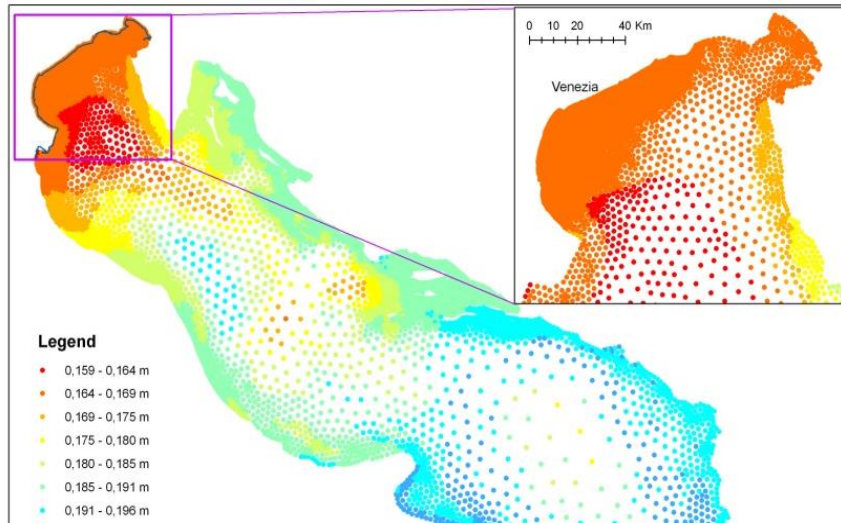 0 10 20 40 Km
Venezia
Legend
0,159 - 0,164 m
0,164 - 0,169 m
0,169 - 0,175 m
0,175 - 0,180 m
0,180 - 0,185 m
0,185 - 0,191 m
0,191 - 0,196 m